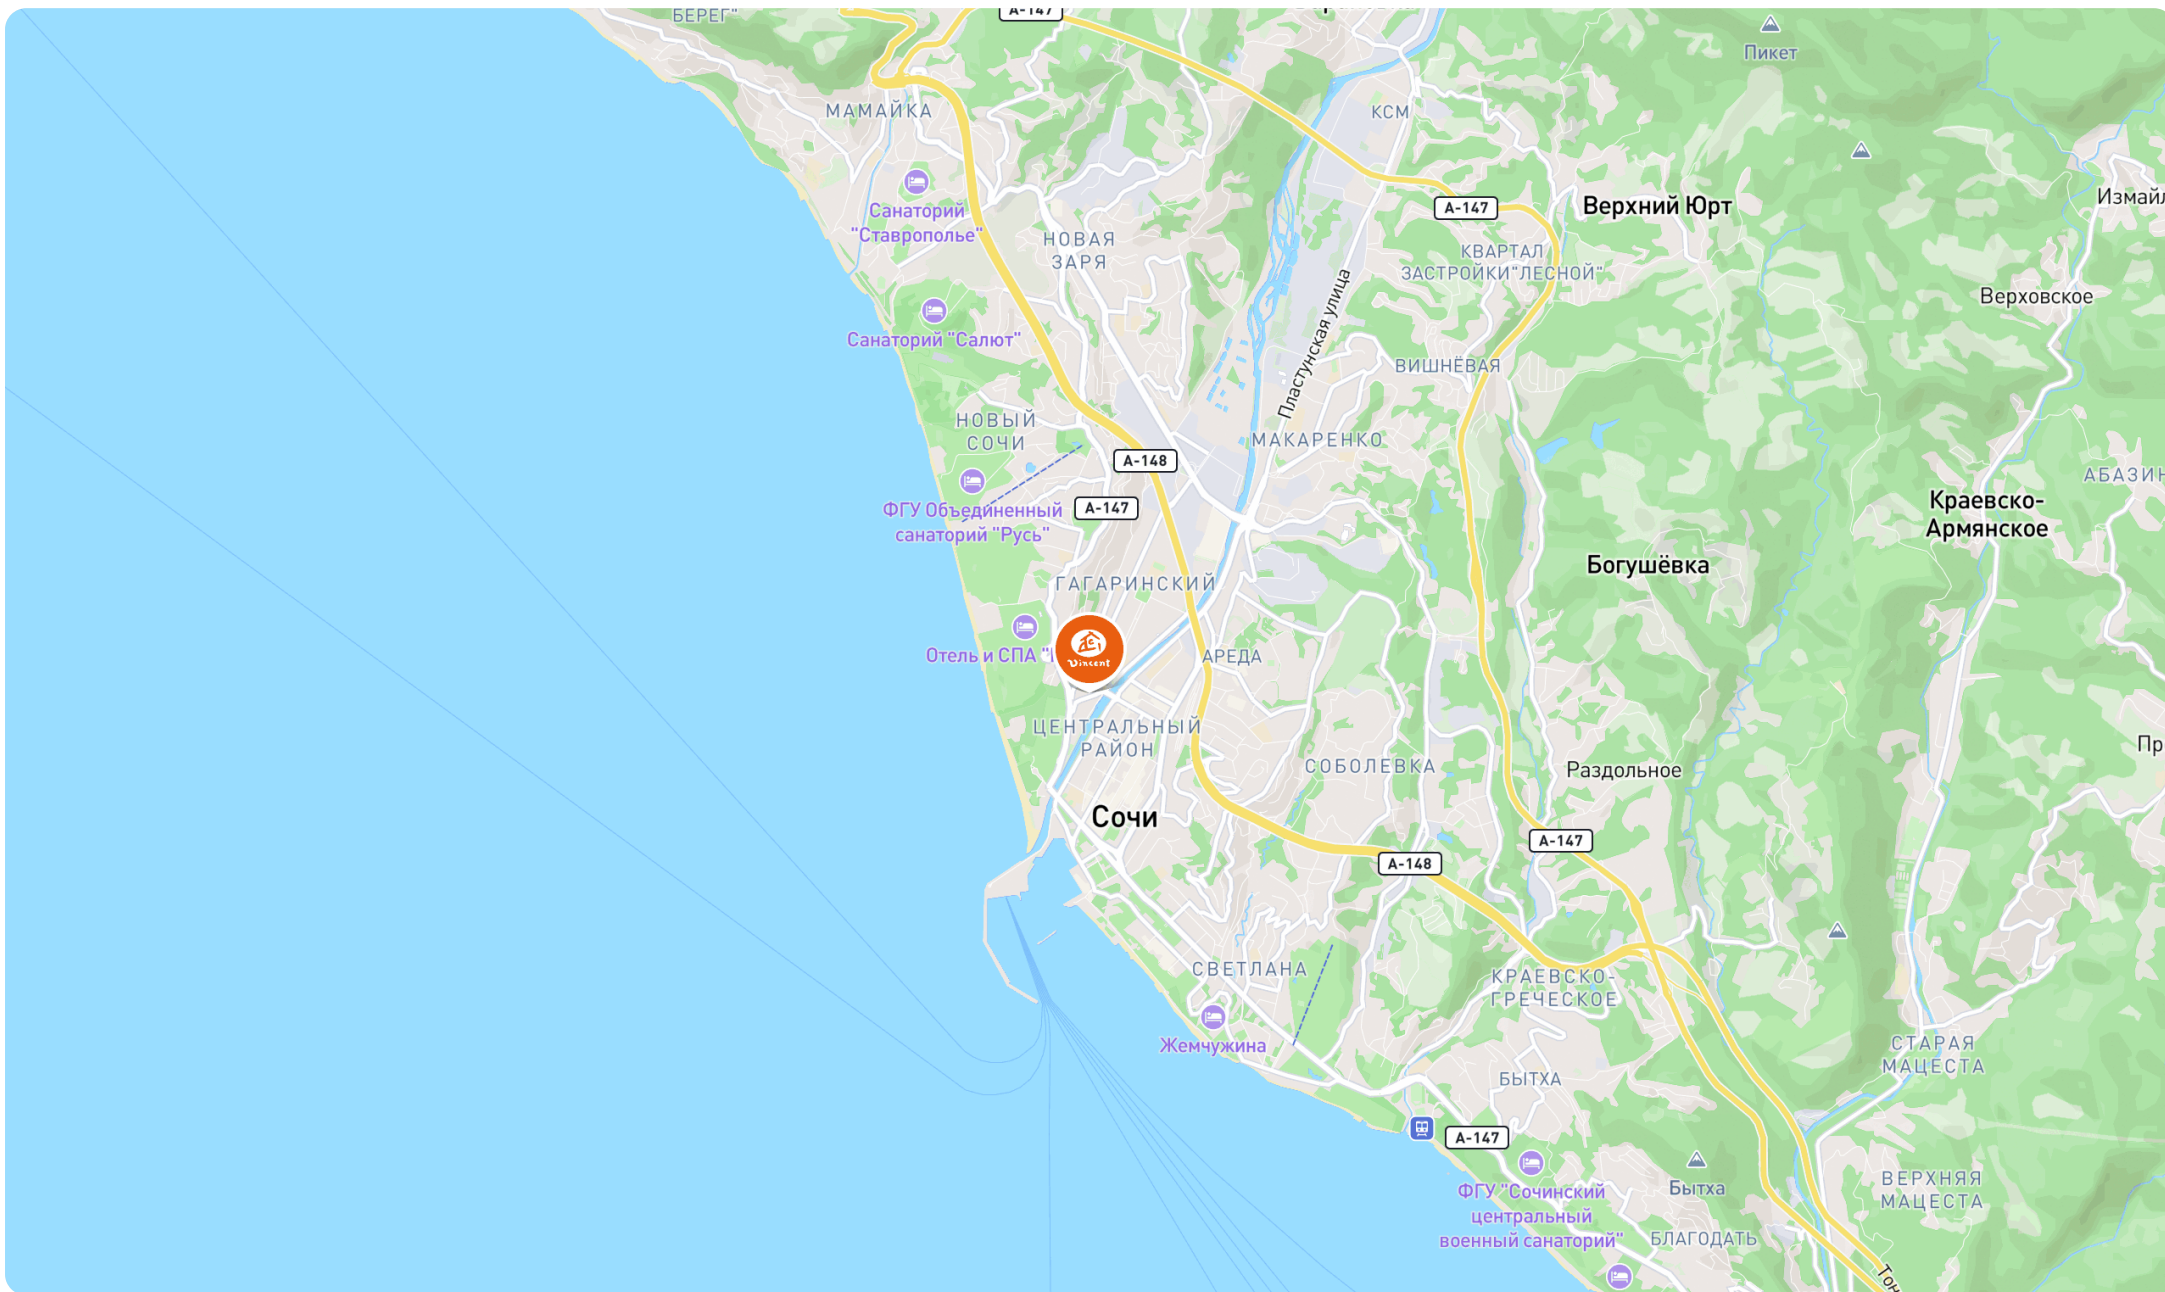 БЕРЕГ"
А-147
Пикет
МАМАЙКА
КСМ
Санаторий
"Ставрополье"
А-147
Верхний Юрт
НОВАЯ
ЗАРЯ
КВАРТАЛ
ЗАСТРОЙКИ"ЛЕСНОЙ"
Верховское
Пластунская улица
Санаторий "Салют"
ВИШНЁВАЯ
НОВЫЙ
СОЧИ
МАКАРЕНКО
А-148
ФГУ Объединенный
санаторий "Русь"
А-147
Краевско-
Армянское
Богушёвка
ГАГАРИНСКИЙ
Отель и СПА
Vincent
АРЕДА
ЦЕНТРАЛЬНЫЙ
РАЙОН
СОБОЛЕВКА
Раздольное
Сочи
А-147
А-148
СВЕТЛАНА
КРАЕВСКО-
ГРЕЧЕСКОЕ
Жемчужина
СТАРАЯ
МАЦЕСТА
БЫТХА
А-147
ФГУ "Сочинский
центральный
военный санаторий"
Бытха
ВЕРХНЯЯ
МАЦЕСТА
БЛАГОДАТЬ